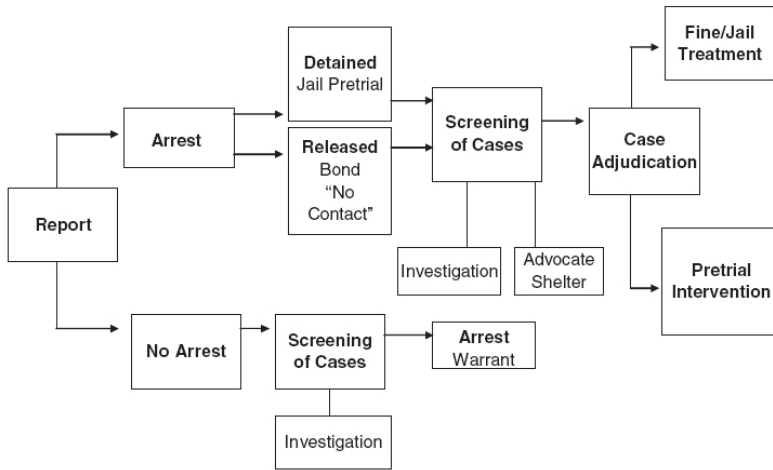 Fine/Jail
Treatment
Detained
Jail Pretrial
Arrest
Released
Bond
“No
Contact”
Screening
of Cases
Case
Adjudication
Report
Investigation
Advocate
Shelter
Pretrial
Intervention
No Arrest
Screening
of Cases
Arrest
Warrant
Investigation